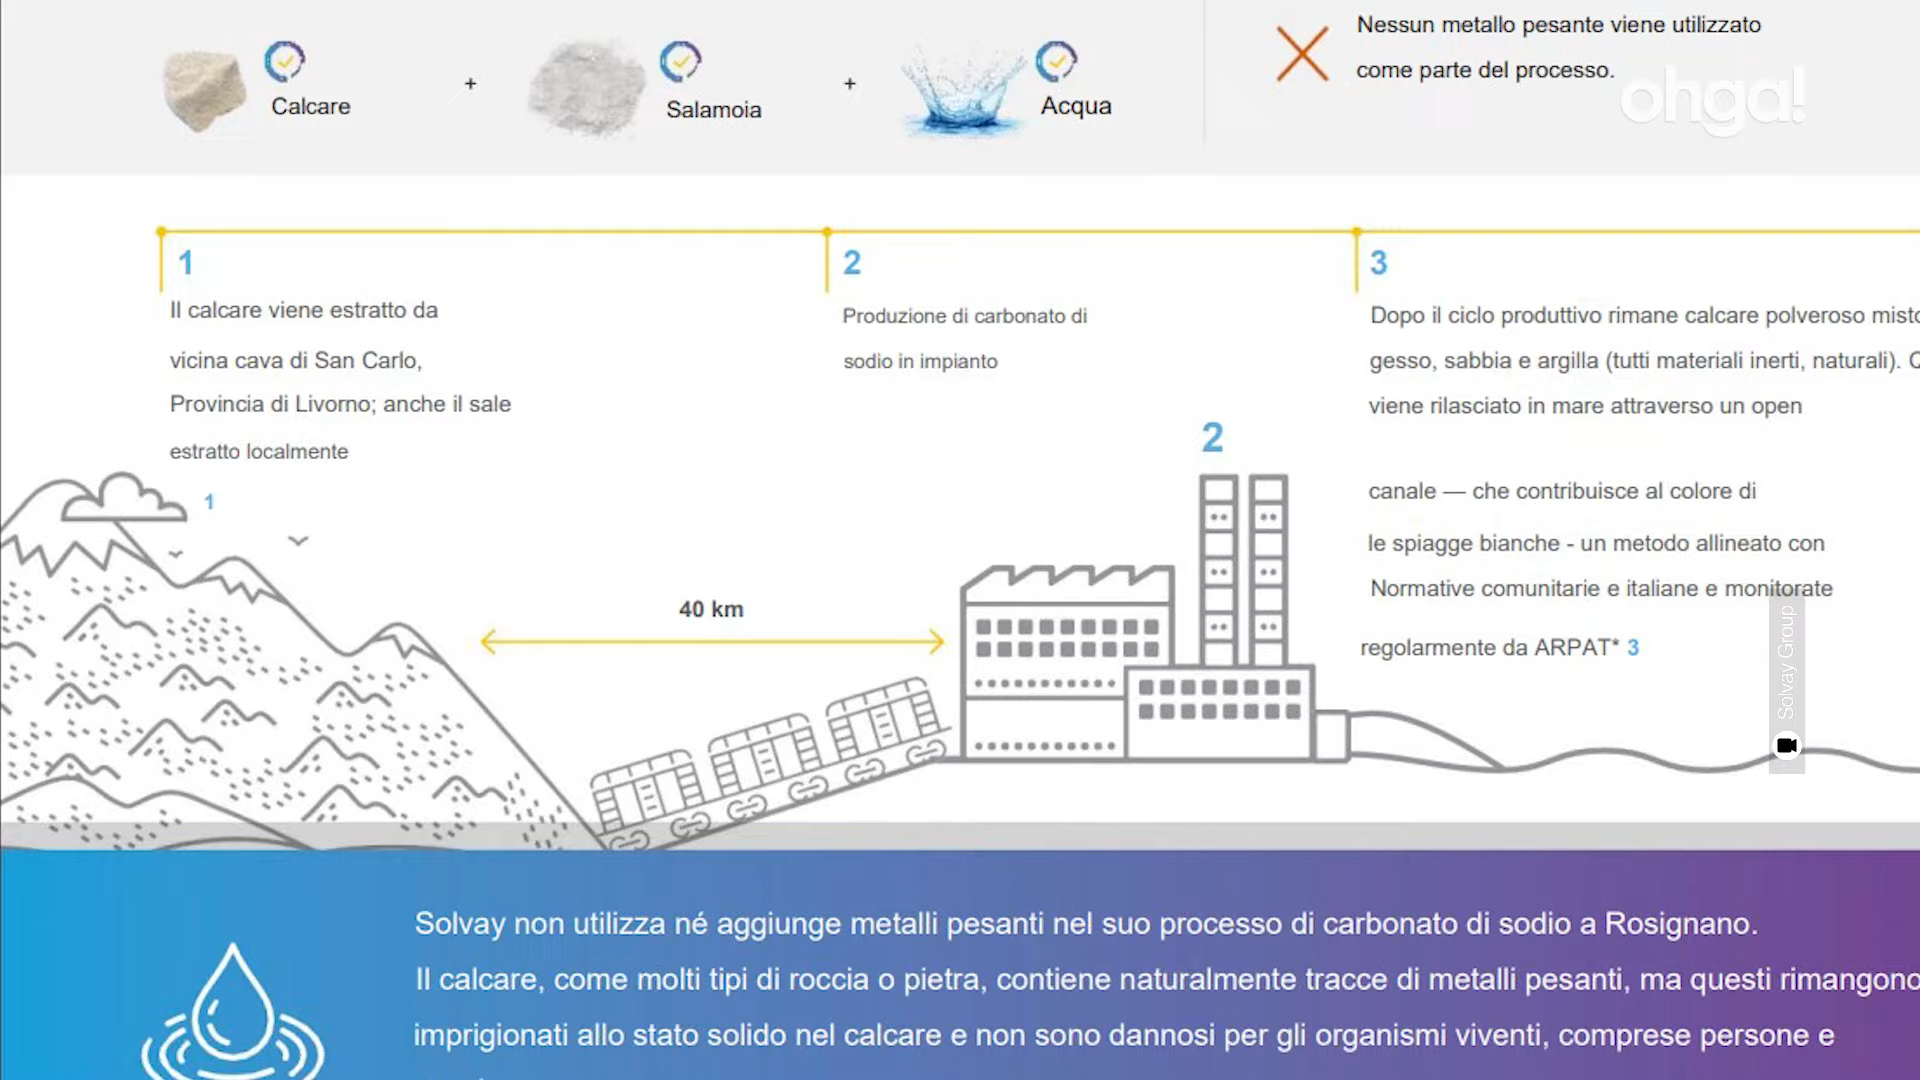 Nessun metallo pesante viene utilizzato
come parte del processo.
ohga!
Calcare
+
Salamoia
+
Acqua
1
Il calcare viene estratto da
vicina cava di San Carlo,
Provincia di Livorno; anche il sale
estratto localmente
1
2
Produzione di carbonato di
sodio in impianto
2
3
Dopo il ciclo produttivo rimane calcare polveroso misto
gesso, sabbia e argilla (tutti materiali inerti, naturali).
viene rilasciato in mare attraverso un open
canale — che contribuisce al colore di
le spiagge bianche - un metodo allineato con
Normative comunitarie e italiane e monitorate
regolarmente da ARPAT* 3
40 km
Solvay Group
Solvay non utilizza né aggiunge metalli pesanti nel suo processo di carbonato di sodio a Rosignano.
Il calcare, come molti tipi di roccia o pietra, contiene naturalmente tracce di metalli pesanti, ma questi rimangono
imprigionati allo stato solido nel calcare e non sono dannosi per gli organismi viventi, comprese persone e